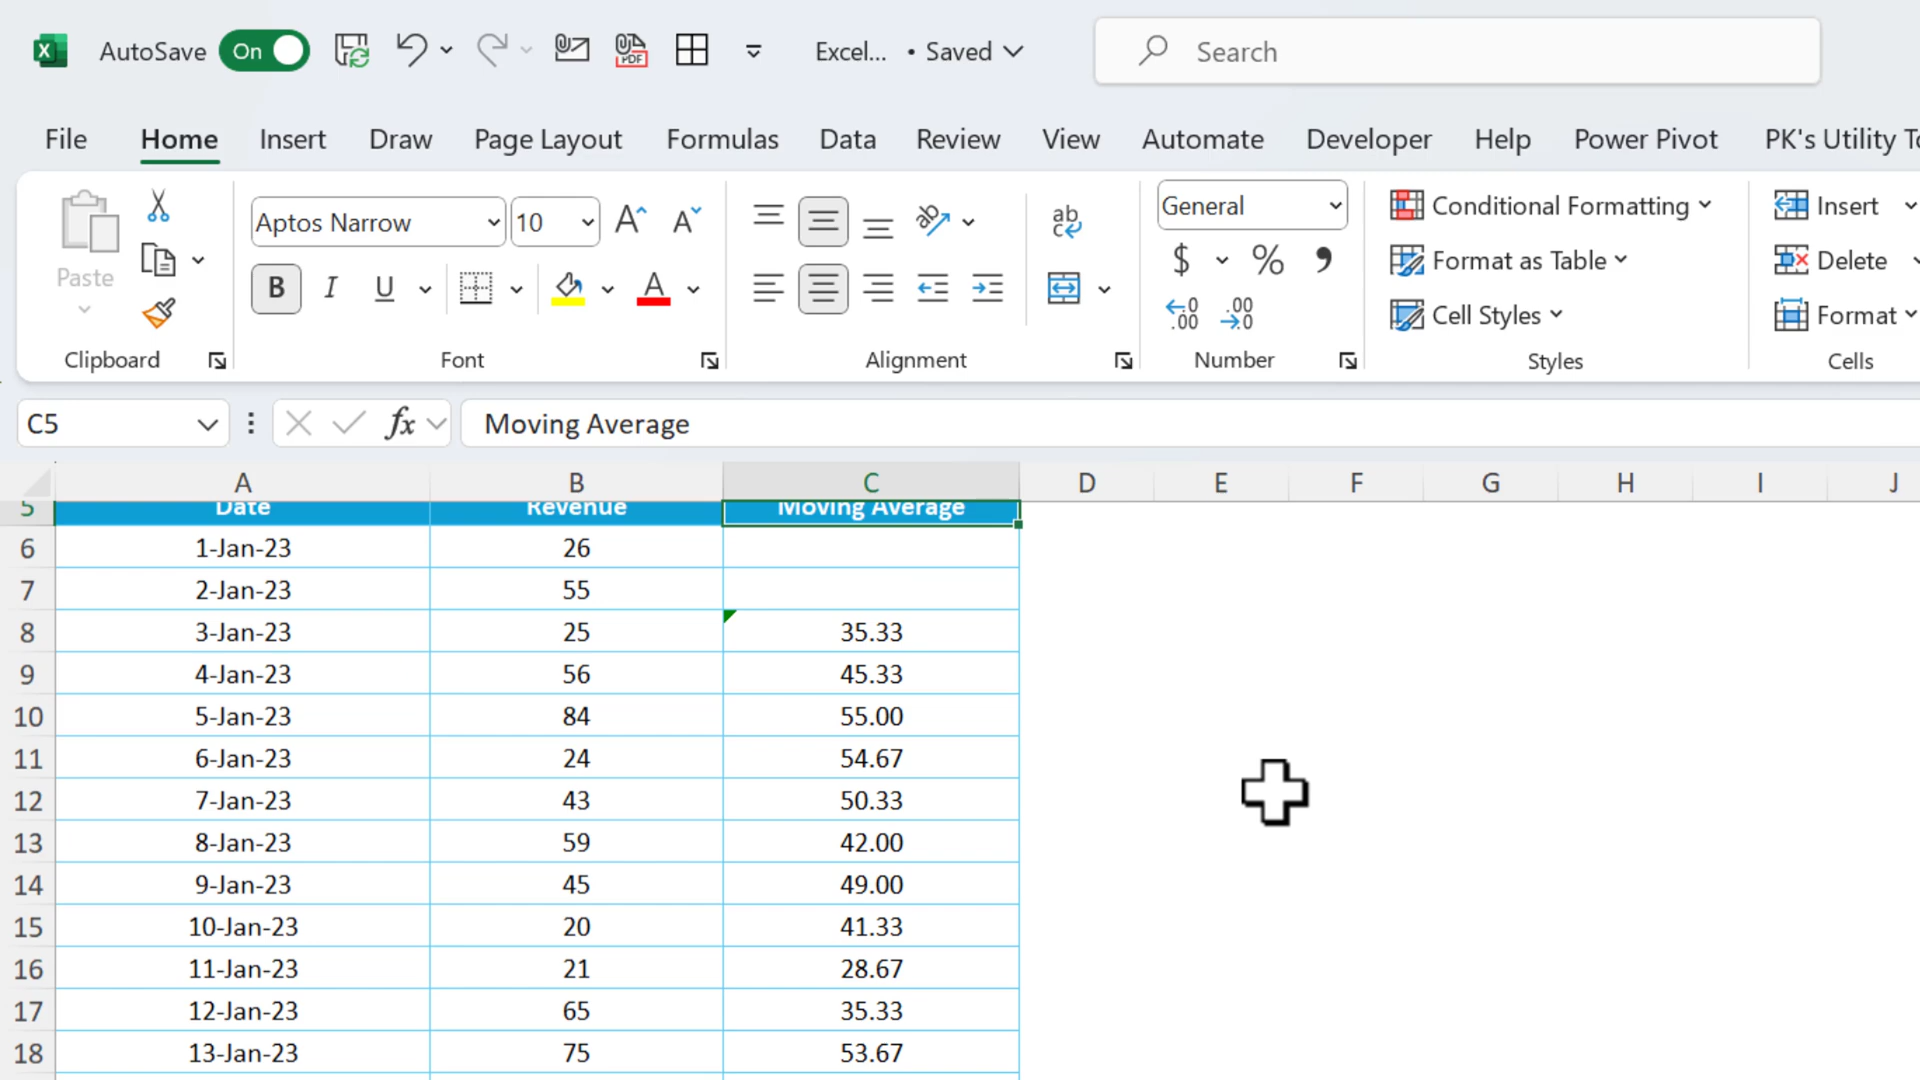 AutoSave On PDF Excel... • Saved Search
File Home Insert Draw Page Layout Formulas Data Review View Automate Developer Help Power Pivot PK's Utility To
Paste
Aptos Narrow 10
B I U A
ab
General
$ % ,
.00 .00 .0
Conditional Formatting
Format as Table
Cell Styles
Insert
Delete
Format
Clipboard Font Alignment Number Styles Cells
C5 fx Moving Average
A B C D E F G H I J
5 Date Revenue Moving Average
6 1-Jan-23 26
7 2-Jan-23 55
8 3-Jan-23 25 35.33
9 4-Jan-23 56 45.33
10 5-Jan-23 84 55.00
11 6-Jan-23 24 54.67
12 7-Jan-23 43 50.33
13 8-Jan-23 59 42.00
14 9-Jan-23 45 49.00
15 10-Jan-23 20 41.33
16 11-Jan-23 21 28.67
17 12-Jan-23 65 35.33
18 13-Jan-23 75 53.67